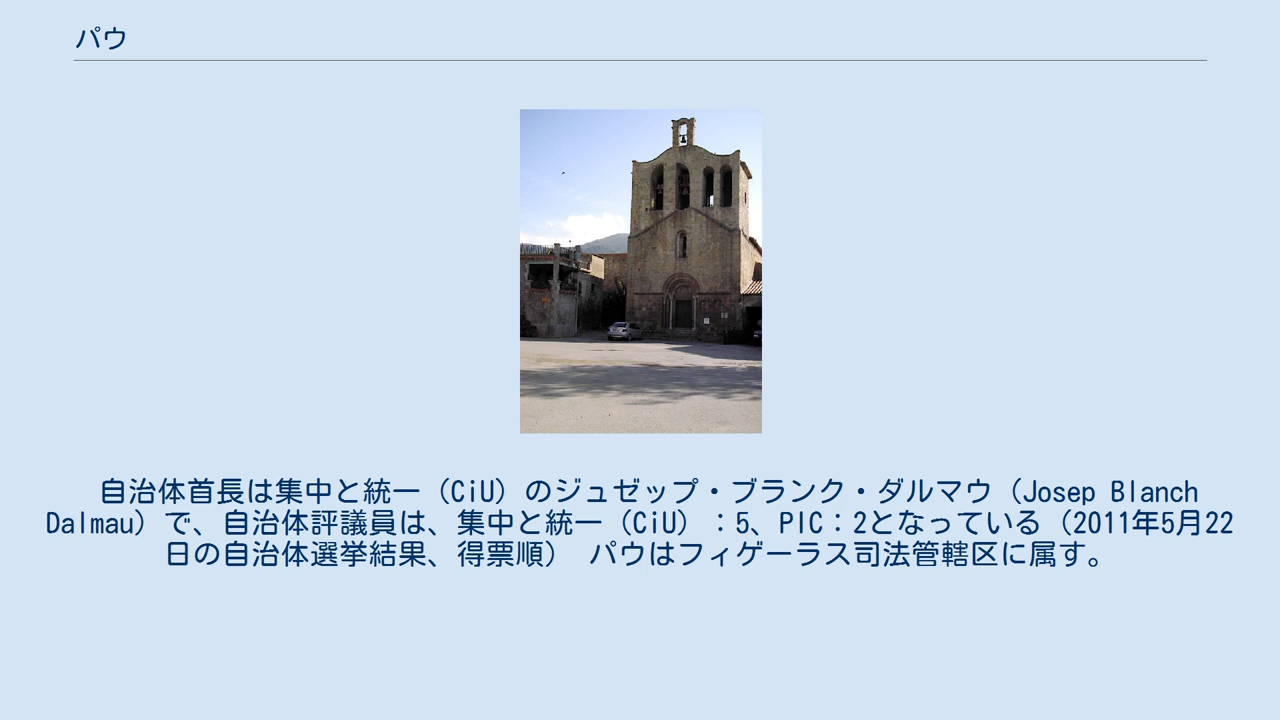 パウ
自治体首長は集中と統一（CiU）のジュゼップ・ブランク・ダルマウ（Josep Blanch
Dalmau）で、自治体評議員は、集中と統一（CiU）：5、PIC：2となっている（2011年5月22
日の自治体選挙結果、得票順） パウはフィゲーラス司法管轄区に属す。